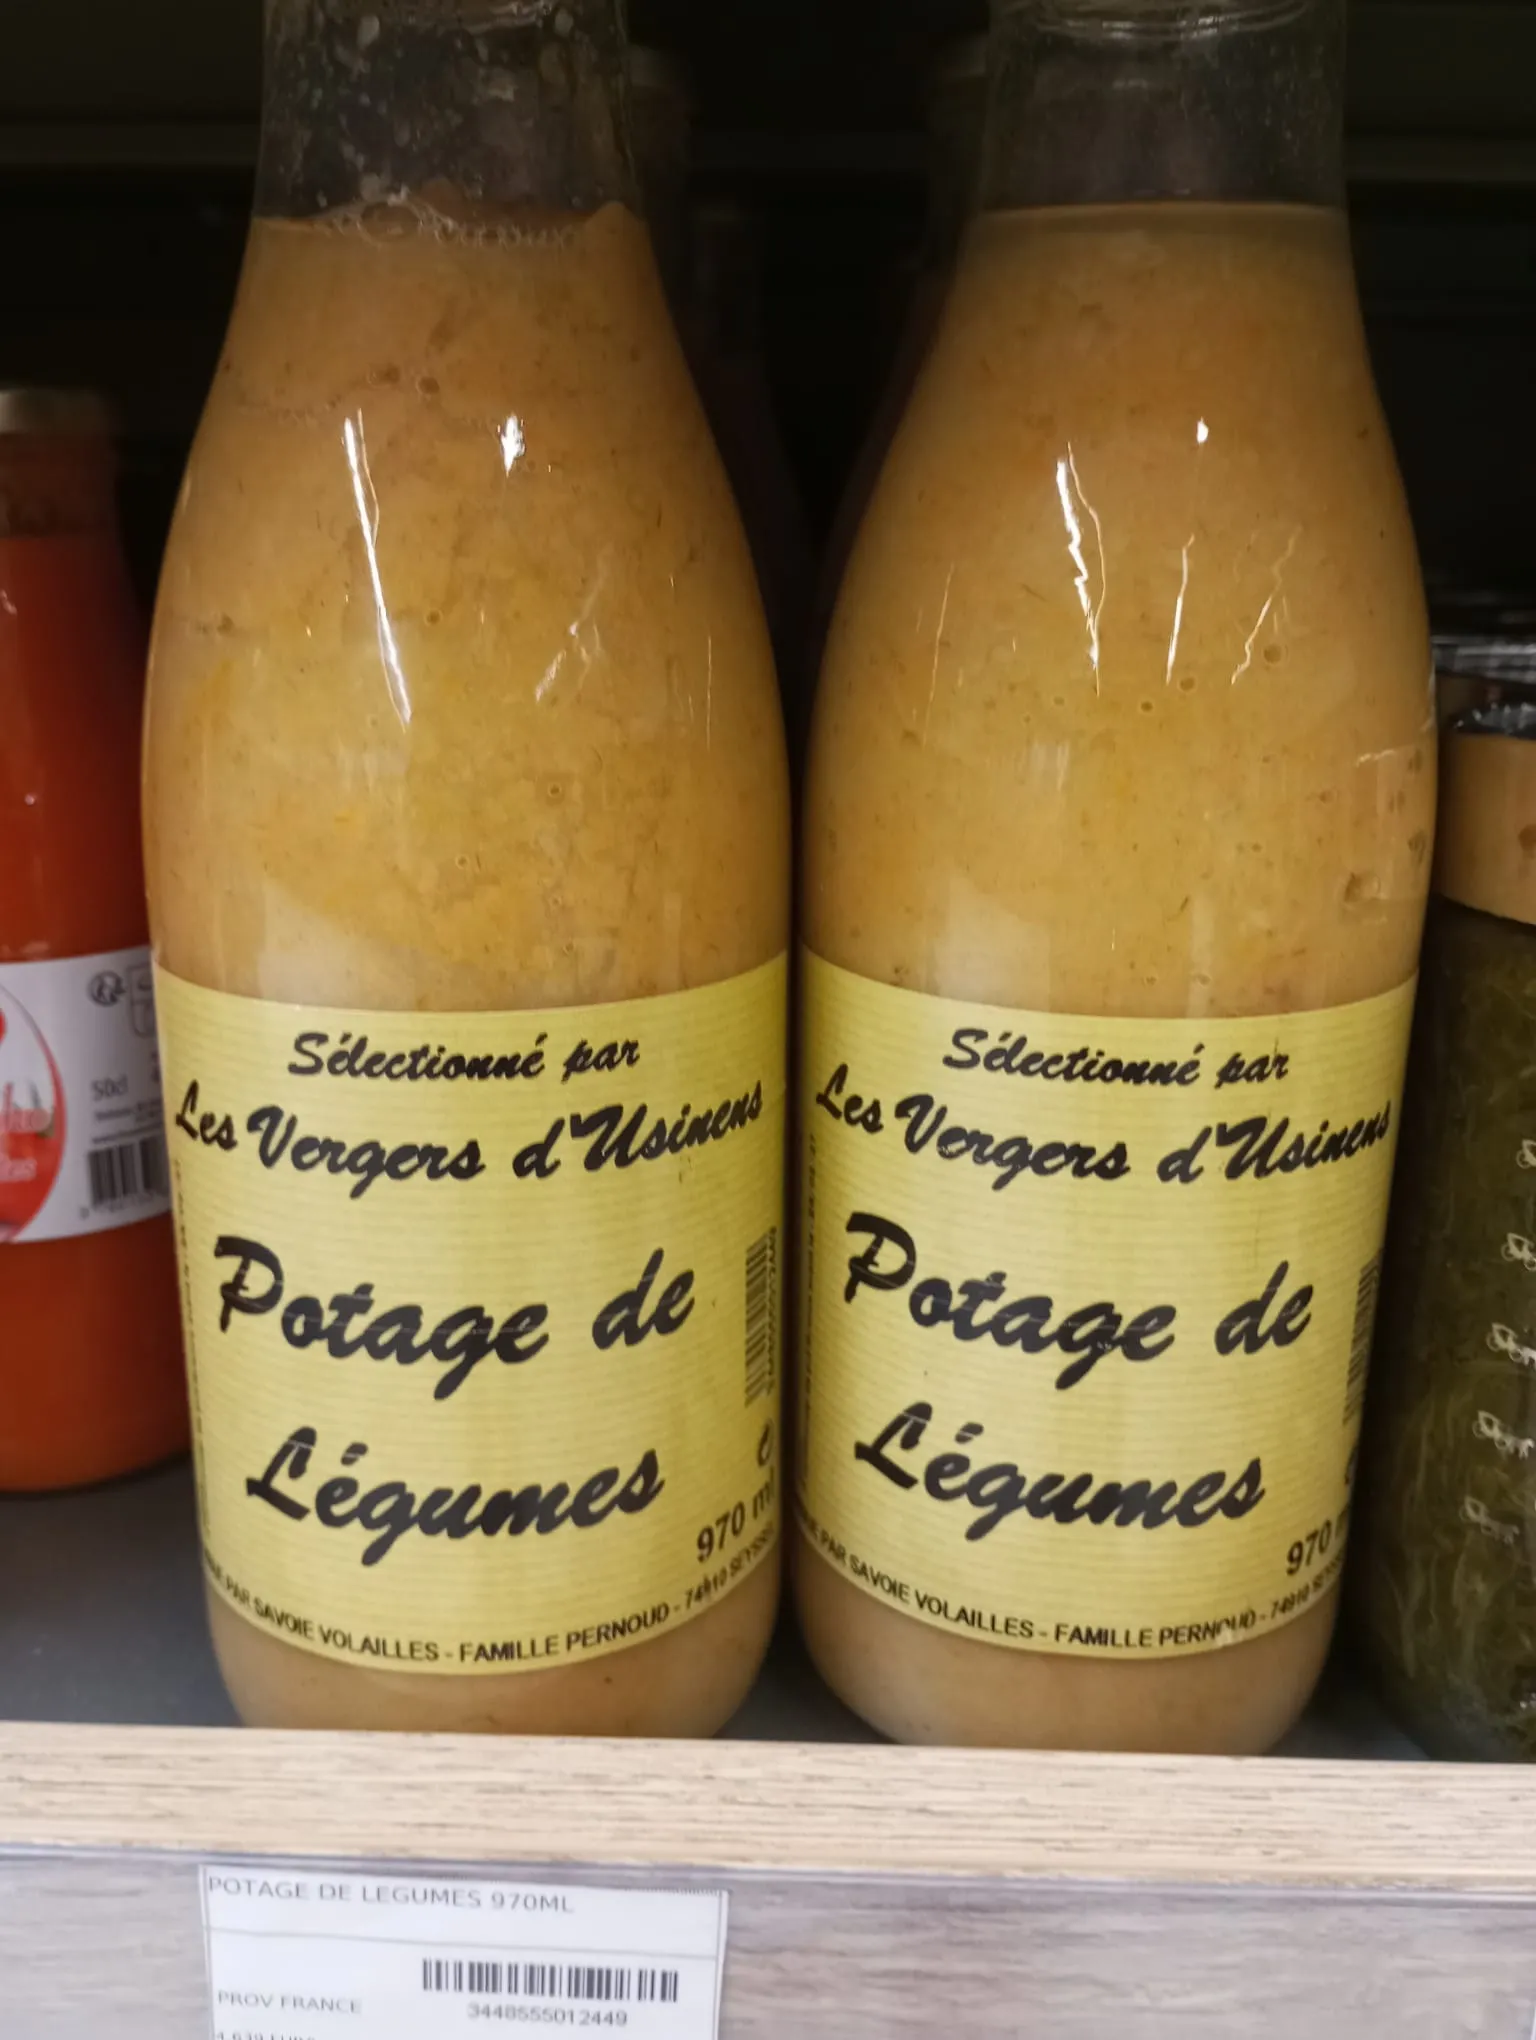 50cl
Sélectionné par
Les Vergers d'Usinens
Potage de
Légumes
970 ml
PAR SAVOIE VOLAILLES - FAMILLE PERNOUD - 74910 SEYSSEL
Sélectionné par
Les Vergers d'Usinens
Potage de
Légumes
970
PAR SAVOIE VOLAILLES - FAMILLE PERNOUD - 74910
POTAGE DE LEGUMES 970ML
PROV FRANCE
3448555012449